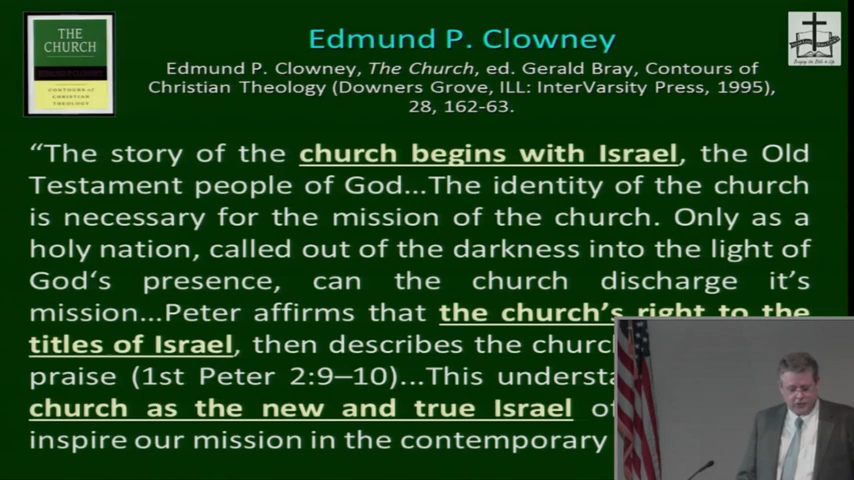 THE
CHURCH
CONTOURS of
CHRISTIAN
THEOLOGY
Edmund P. Clowney
Edmund P. Clowney, The Church, ed. Gerald Bray, Contours of
Christian Theology (Downers Grove, ILL: InterVarsity Press, 1995),
28, 162-63.
“The story of the church begins with Israel, the Old
Testament people of God...The identity of the church
is necessary for the mission of the church. Only as a
holy nation, called out of the darkness into the light of
God‘s presence, can the church discharge it’s
mission...Peter affirms that the church’s right to the
titles of Israel, then describes the churc
praise (1st Peter 2:9–10)...This understa
church as the new and true Israel of
inspire our mission in the contemporary